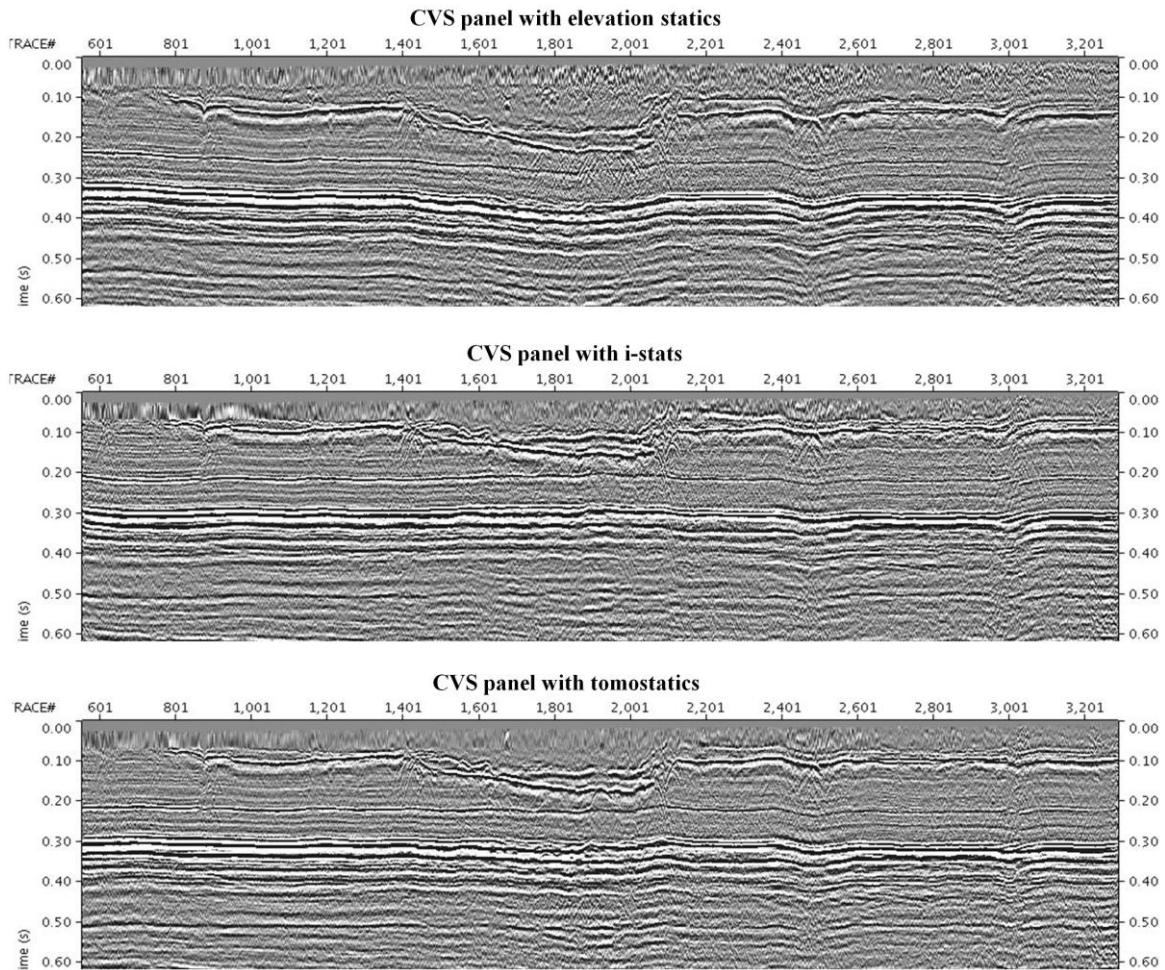 CVS panel with elevation statics
TRACE# 601 801 1,001 1,201 1,401 1,601 1,801 2,001 2,201 2,401 2,601 2,801 3,001 3,201
0.00 0.00
0.10 0.10
0.20 0.20
0.30 0.30
0.40 0.40
0.50 0.50
ime (s) 0.60 0.60
CVS panel with i-stats
TRACE# 601 801 1,001 1,201 1,401 1,601 1,801 2,001 2,201 2,401 2,601 2,801 3,001 3,201
0.00 0.00
0.10 0.10
0.20 0.20
0.30 0.30
0.40 0.40
0.50 0.50
ime (s) 0.60 0.60
CVS panel with tomostatics
RACE# 601 801 1,001 1,201 1,401 1,601 1,801 2,001 2,201 2,401 2,601 2,801 3,001 3,201
0.00 0.00
0.10 0.10
0.20 0.20
0.30 0.30
0.40 0.40
0.50 0.50
ime (s) 0.60 0.60